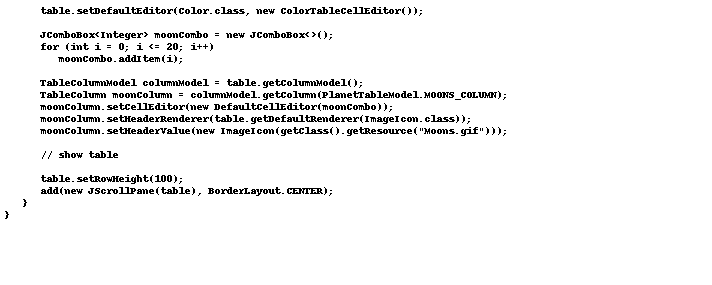 table.setDefaultEditor(Color.class, new ColorTableCellEditor());
JComboBox<Integer> moonCombo = new JComboBox<>();
for (int i = 0; i <= 20; i++)
moonCombo.addItem(i);
TableColumnModel columnModel = table.getColumnModel();
TableColumn moonColumn = columnModel.getColumn(PlanetTableModel.MOONS_COLUMN);
moonColumn.setCellEditor(new DefaultCellEditor(moonCombo));
moonColumn.setHeaderRenderer(table.getDefaultRenderer(ImageIcon.class));
moonColumn.setHeaderValue(new ImageIcon(getClass().getResource("Moons.gif")));
// show table
table.setRowHeight(100);
add(new JScrollPane(table), BorderLayout.CENTER);
}
}